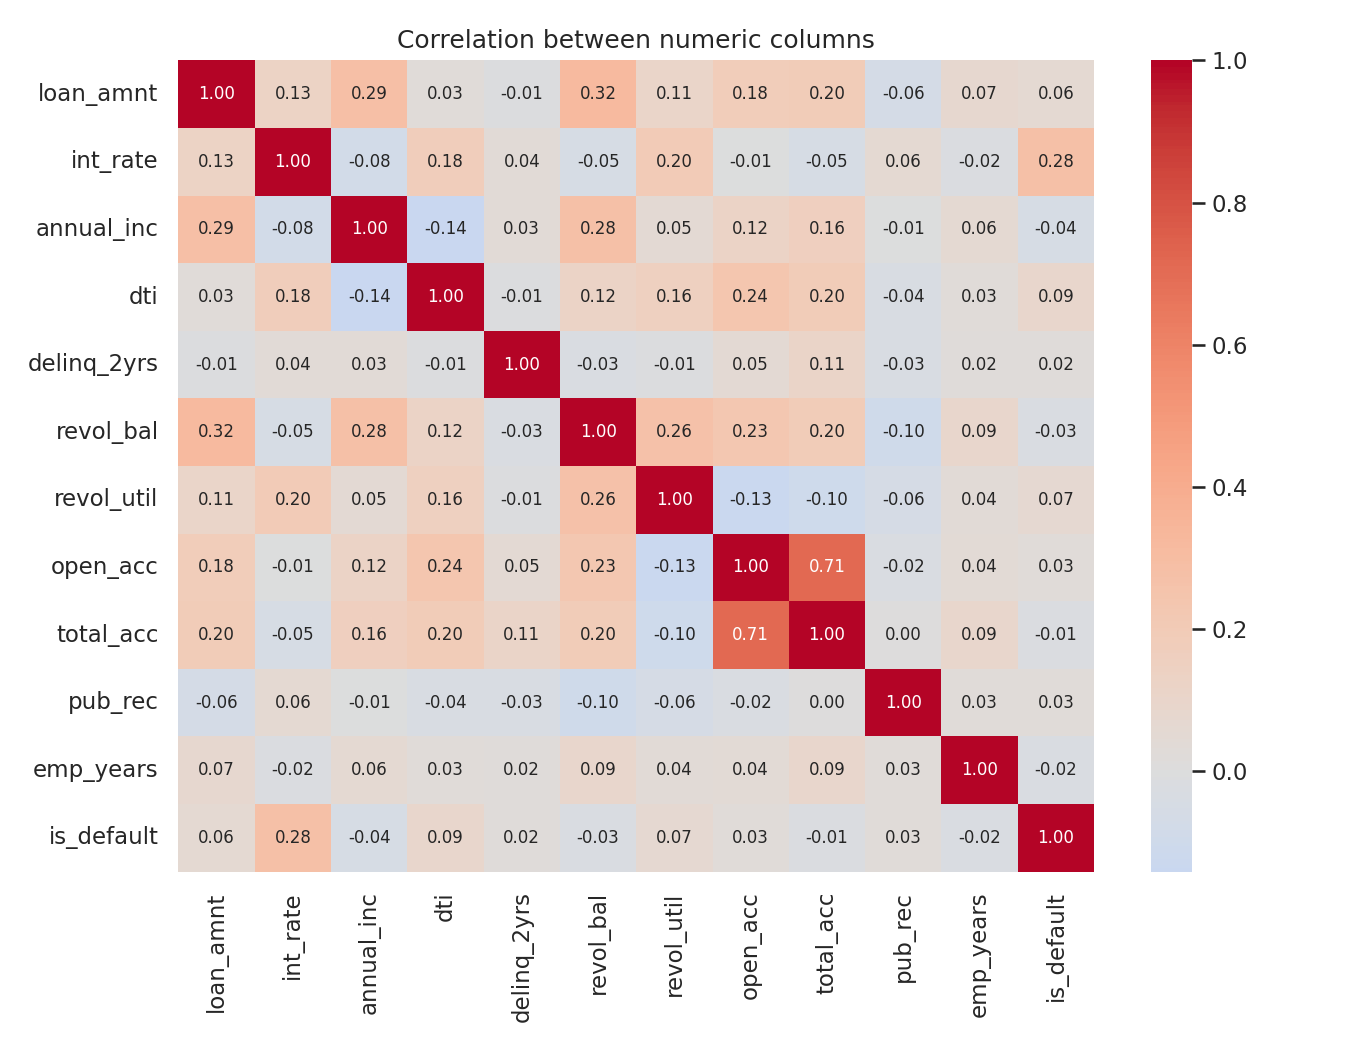 Correlation between numeric columns
loan_amnt 1.00 0.13 0.29 0.03 -0.01 0.32 0.11 0.18 0.20 -0.06 0.07 0.06
int_rate 0.13 1.00 -0.08 0.18 0.04 -0.05 0.20 -0.01 -0.05 0.06 -0.02 0.28
annual_inc 0.29 -0.08 1.00 -0.14 0.03 0.28 0.05 0.12 0.16 -0.01 0.06 -0.04
dti 0.03 0.18 -0.14 1.00 -0.01 0.12 0.16 0.24 0.20 -0.04 0.03 0.09
delinq_2yrs -0.01 0.04 0.03 -0.01 1.00 -0.03 -0.01 0.05 0.11 -0.03 0.02 0.02
revol_bal 0.32 -0.05 0.28 0.12 -0.03 1.00 0.26 0.23 0.20 -0.10 0.09 -0.03
revol_util 0.11 0.20 0.05 0.16 -0.01 0.26 1.00 -0.13 -0.10 -0.06 0.04 0.07
open_acc 0.18 -0.01 0.12 0.24 0.05 0.23 -0.13 1.00 0.71 -0.02 0.04 0.03
total_acc 0.20 -0.05 0.16 0.20 0.11 0.20 -0.10 0.71 1.00 0.00 0.09 -0.01
pub_rec -0.06 0.06 -0.01 -0.04 -0.03 -0.10 -0.06 -0.02 0.00 1.00 0.03 0.03
emp_years 0.07 -0.02 0.06 0.03 0.02 0.09 0.04 0.04 0.09 0.03 1.00 -0.02
is_default 0.06 0.28 -0.04 0.09 0.02 -0.03 0.07 0.03 -0.01 0.03 -0.02 1.00
loan_amnt int_rate annual_inc dti delinq_2yrs revol_bal revol_util open_acc total_acc pub_rec emp_years is_default
1.0
0.8
0.6
0.4
0.2
0.0